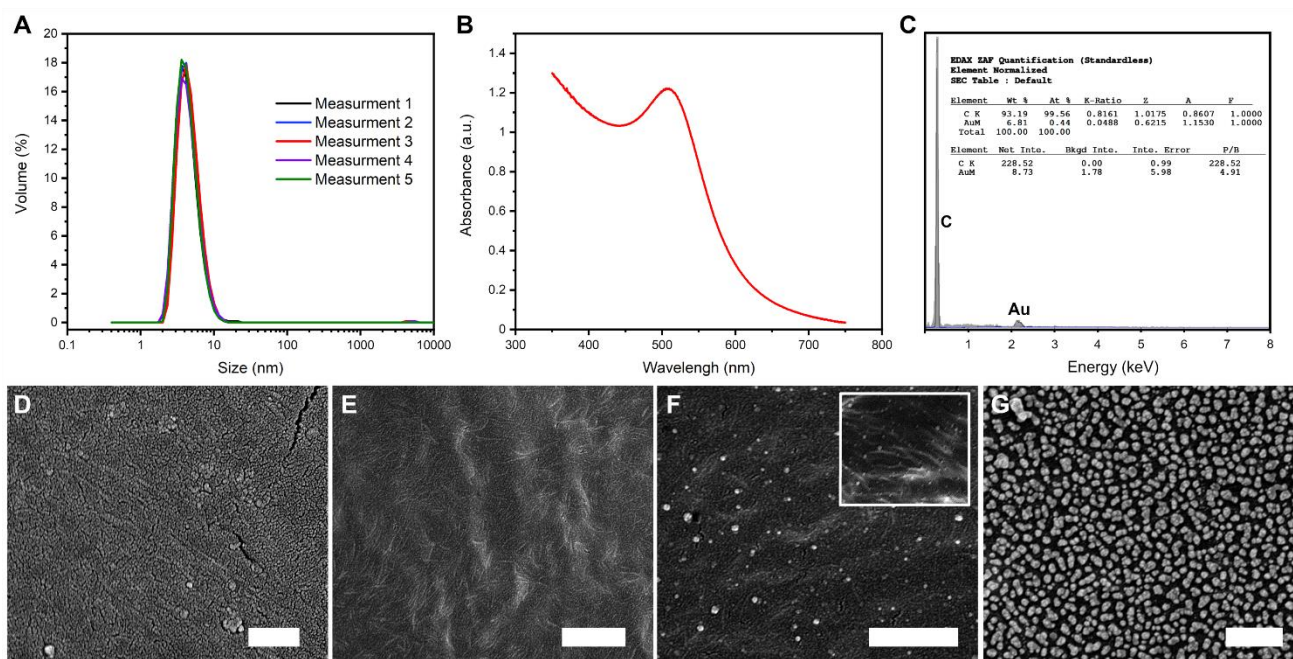 A
Volume (%)
20
18
16
14
12
10
8
6
4
2
0
0.1
1
10
100
1000
10000
Size (nm)
Measurment 1
Measurment 2
Measurment 3
Measurment 4
Measurment 5
B
Absorbance (a.u.)
1.4
1.2
1
0.8
0.6
0.4
0.2
0
300
400
500
600
700
800
Wavelengh (nm)
C
EDAX ZAF Quantification (Standardless)
Element Normalized
SEC Table : Default
Element Wt % At % K-Ratio Z A F
C K 93.19 99.56 0.8161 1.0175 0.8607 1.0000
AuM 6.81 0.44 0.0488 0.6215 1.1530 1.0000
Total 100.00 100.00
Element Net Inte. Bkgd Inte. Inte. Error P/B
C K 228.52 0.00 0.99 228.52
AuM 8.73 1.78 5.98 4.91
C
Au
0
1
2
3
4
5
6
7
8
Energy (keV)
D
E
F
G